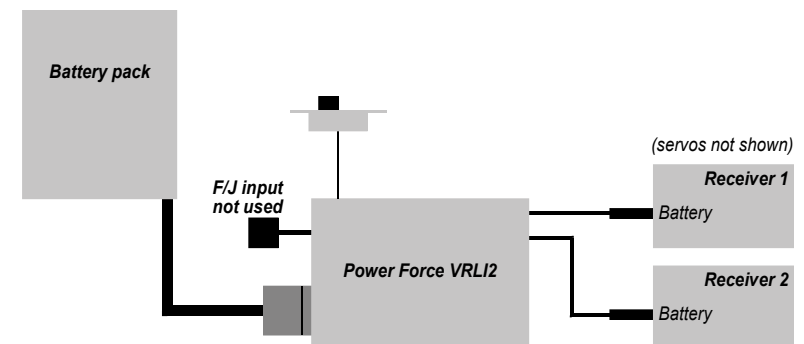 Battery pack
(servos not shown)
F/J input
not used
Receiver 1
Battery
Power Force VRLI2
Receiver 2
Battery